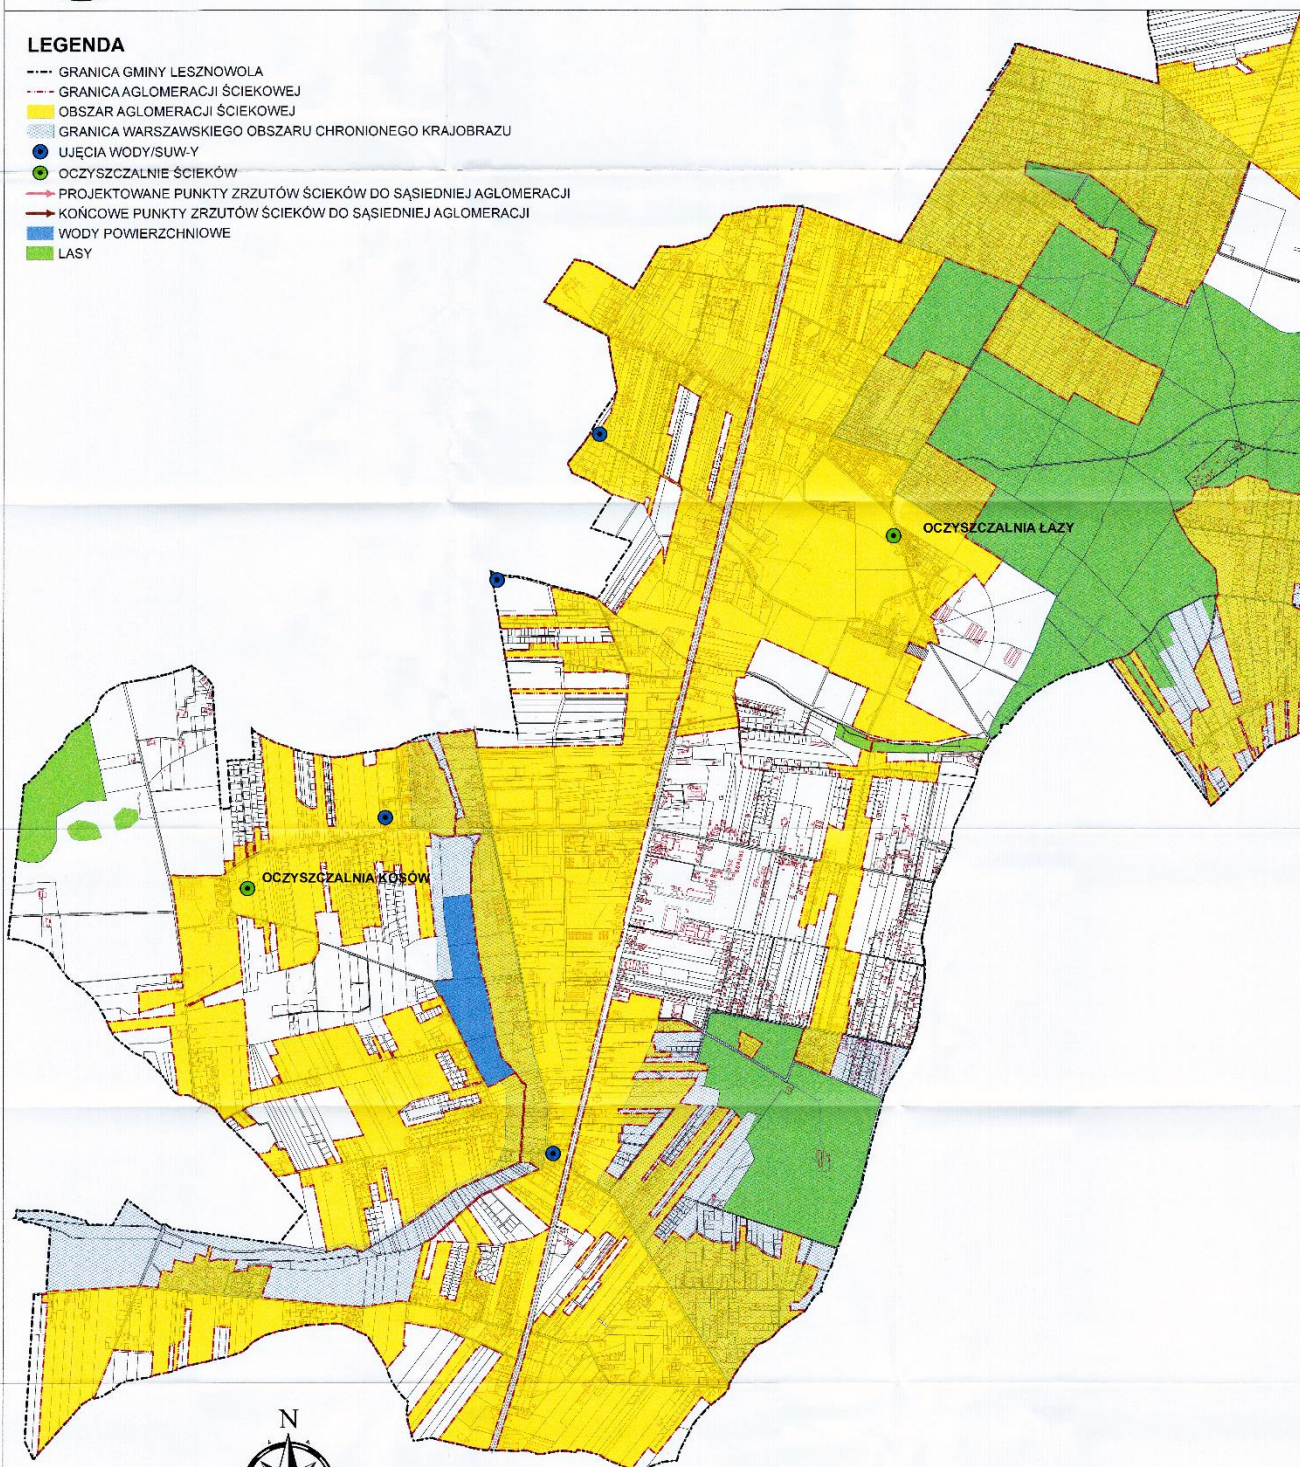 LEGENDA
GRANICA GMINY LESZNOWOLA
GRANICA AGLOMERACJI ŚCIEKOWEJ
OBSZAR AGLOMERACJI ŚCIEKOWEJ
GRANICA WARSZAWSKIEGO OBSZARU CHRONIONEGO KRAJOBRAZU
UJĘCIA WODY/SUW-Y
OCZYSZCZALNIE ŚCIEKÓW
PROJEKTOWANE PUNKTY ZRZUTÓW ŚCIEKÓW DO SĄSIEDNIEJ AGLOMERACJI
KOŃCOWE PUNKTY ZRZUTÓW ŚCIEKÓW DO SĄSIEDNIEJ AGLOMERACJI
WODY POWIERZCHNIOWE
LASY
OCZYSZCZALNIA ŁAZY
OCZYSZCZALNIA KOSÓW
N